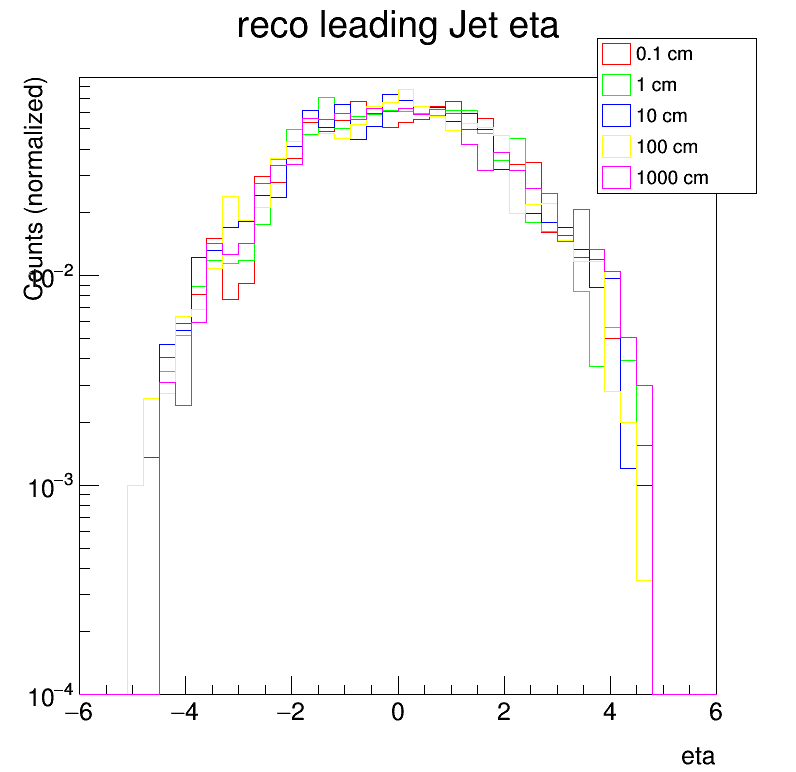 reco leading Jet eta
0.1 cm
1 cm
10 cm
100 cm
1000 cm
Counts (normalized)
10−2
10−3
10−4
−6 −4 −2 0 2 4 6
eta